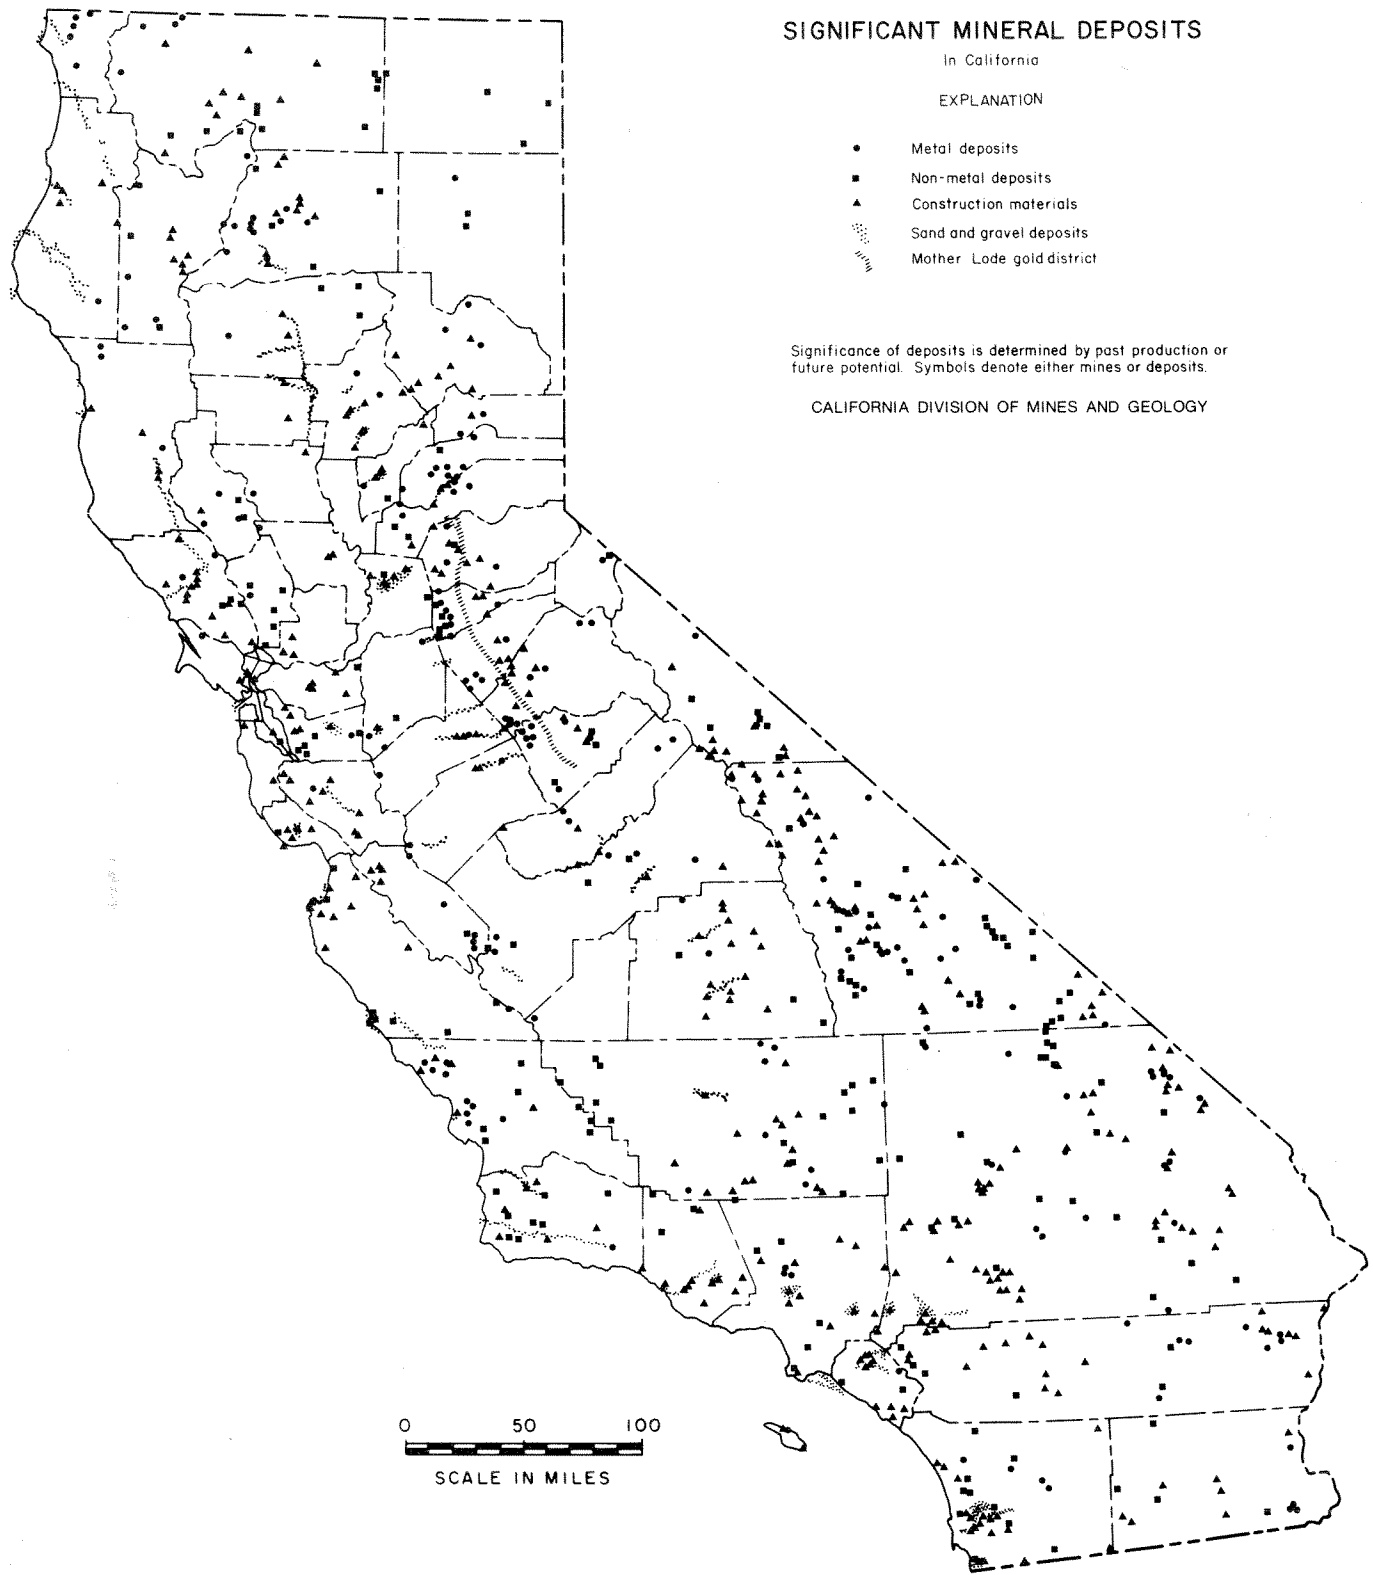 SIGNIFICANT MINERAL DEPOSITS
In California
EXPLANATION
Metal deposits
Non-metal deposits
Construction materials
Sand and gravel deposits
Mother Lode gold district
Significance of deposits is determined by past production or
future potential. Symbols denote either mines or deposits.
CALIFORNIA DIVISION OF MINES AND GEOLOGY
0 50 100
SCALE IN MILES